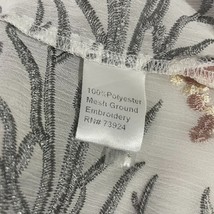 100%Polyester
Mesh Ground
Embroidery
RN# 73924